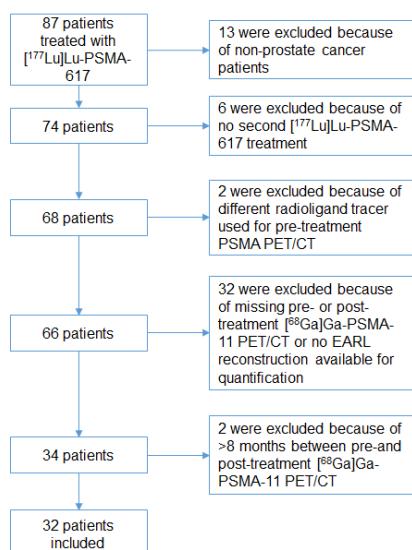 87 patients
treated with
[¹⁷⁷Lu]Lu-PSMA-
617
13 were excluded because
of non-prostate cancer
patients
74 patients
6 were excluded because of
no second [¹⁷⁷Lu]Lu-PSMA-
617 treatment
68 patients
2 were excluded because of
different radioligand tracer
used for pre-treatment
PSMA PET/CT
66 patients
32 were excluded because
of missing pre- or post-
treatment [⁶⁸Ga]Ga-PSMA-
11 PET/CT or no EARL
reconstruction available for
quantification
34 patients
2 were excluded because of
>8 months between pre-and
post-treatment [⁶⁸Ga]Ga-
PSMA-11 PET/CT
32 patients
included